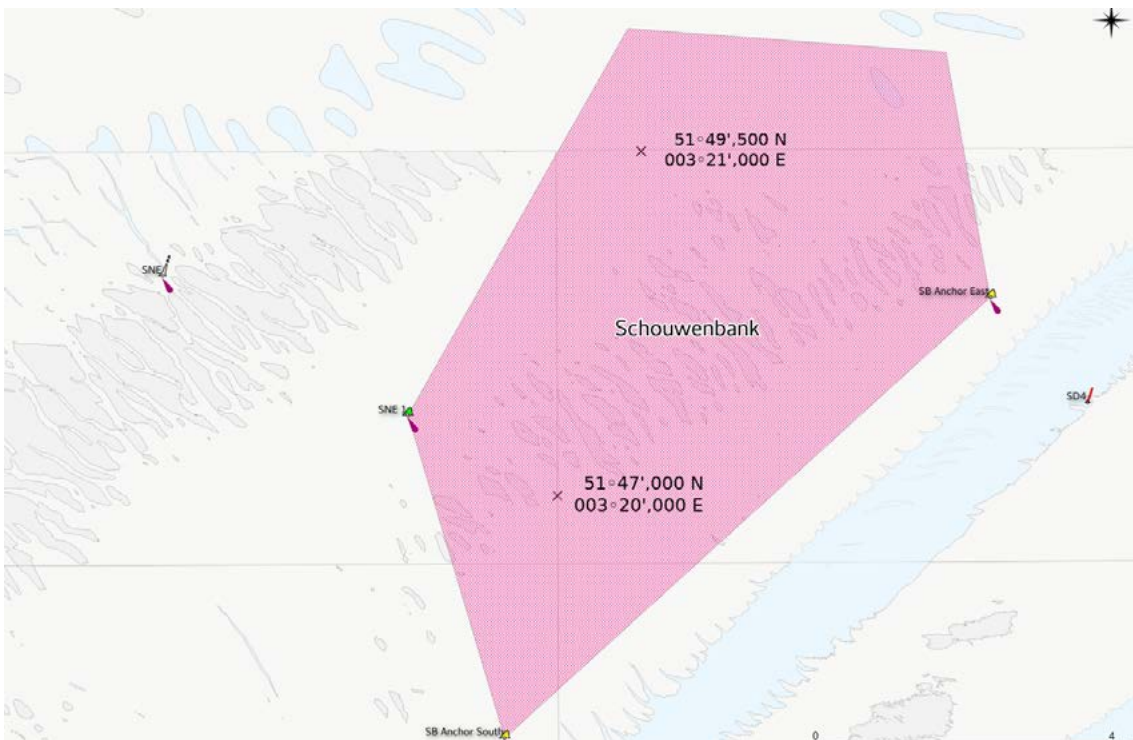 51◦49',500 N
003◦21',000 E
SNE
SB Anchor East
Schouwenbank
SD4
SNE 1
51◦47',000 N
003◦20',000 E
SB Anchor South
0 4